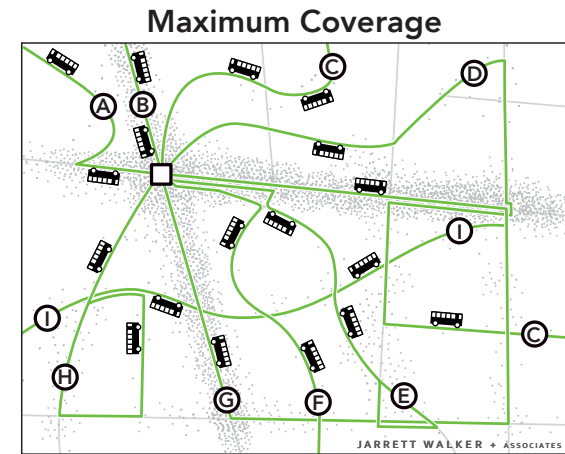 Maximum Coverage
C
D
A
B
I
I
C
H
G
F
E
JARRETT WALKER + ASSOCIATES